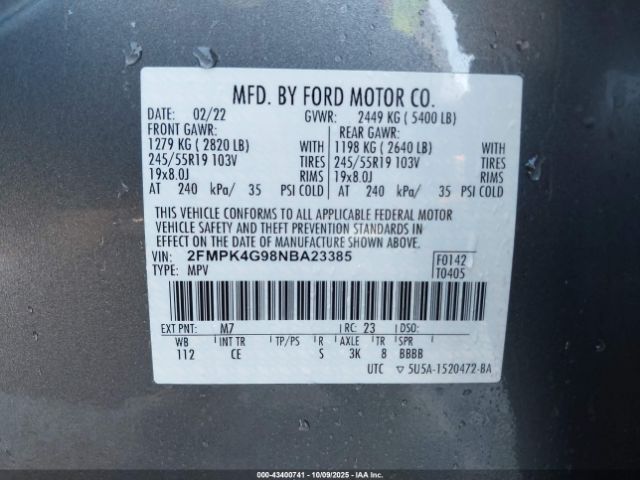 MFD. BY FORD MOTOR CO.
DATE: 02/22 GVWR: 2449 KG ( 5400 LB)
FRONT GAWR: REAR GAWR:
1279 KG ( 2820 LB) WITH 1198 KG ( 2640 LB) WITH
245/55R19 103V TIRES 245/55R19 103V TIRES
19x8.0J RIMS 19x8.0J RIMS
AT 240 kPa/ 35 PSI COLD AT 240 kPa/ 35 PSI COLD
THIS VEHICLE CONFORMS TO ALL APPLICABLE FEDERAL MOTOR
VEHICLE SAFETY AND THEFT PREVENTION STANDARDS IN
EFFECT ON THE DATE OF MANUFACTURE SHOWN ABOVE.
VIN: 2FMPK4G98NBA23385 F0142
TYPE: MPV T0405
EXT PNT: M7 RC: 23 DSO:
WB INT TR TP/PS R AXLE TR SPR
112 CE S 3K 8 BBBB
UTC ▽ 5U5A-1520472-BA
000-43400741 - 10/09/2025 - IAA Inc.